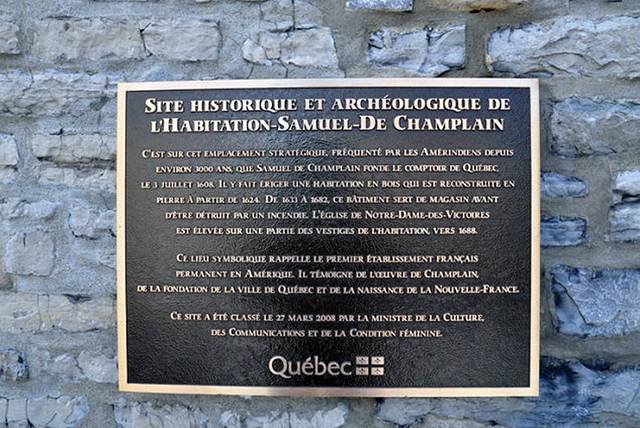 SITE HISTORIQUE ET ARCHÉOLOGIQUE DE
L'HABITATION-SAMUEL-DE CHAMPLAIN
C'EST SUR CET EMPLACEMENT STRATÉGIQUE, FRÉQUENTÉ PAR LES AMÉRINDIENS DEPUIS
ENVIRON 3000 ANS, QUE SAMUEL DE CHAMPLAIN FONDE LE COMPTOIR DE QUÉBEC
LE 3 JUILLET 1608. IL Y FAIT ÉRIGER UNE HABITATION EN BOIS QUI EST RECONSTRUITE EN
PIERRE À PARTIR DE 1624. DE 1633 À 1682, CE BÂTIMENT SERT DE MAGASIN AVANT
D'ÊTRE DÉTRUIT PAR UN INCENDIE. L'ÉGLISE DE NOTRE-DAME-DES-VICTOIRES
EST ÉLEVÉE SUR UNE PARTIE DES VESTIGES DE L'HABITATION, VERS 1688.
CE LIEU SYMBOLIQUE RAPPELLE LE PREMIER ÉTABLISSEMENT FRANÇAIS
PERMANENT EN AMÉRIQUE. IL TÉMOIGNE DE L'ŒUVRE DE CHAMPLAIN,
DE LA FONDATION DE LA VILLE DE QUÉBEC ET DE LA NAISSANCE DE LA NOUVELLE-FRANCE.
CE SITE A ÉTÉ CLASSÉ LE 27 MARS 2008 PAR LA MINISTRE DE LA CULTURE,
DES COMMUNICATIONS ET DE LA CONDITION FÉMININE.
Québec